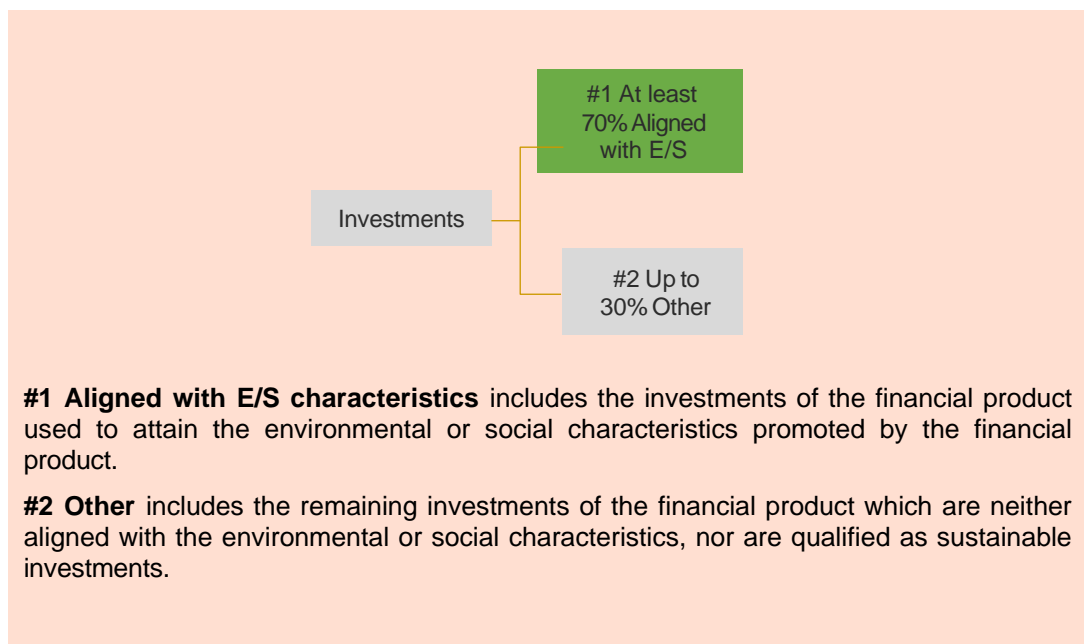 #1 At least
70% Aligned
with E/S
Investments
#2 Up to
30% Other
#1 Aligned with E/S characteristics includes the investments of the financial product
used to attain the environmental or social characteristics promoted by the financial
product.
#2 Other includes the remaining investments of the financial product which are neither
aligned with the environmental or social characteristics, nor are qualified as sustainable
investments.